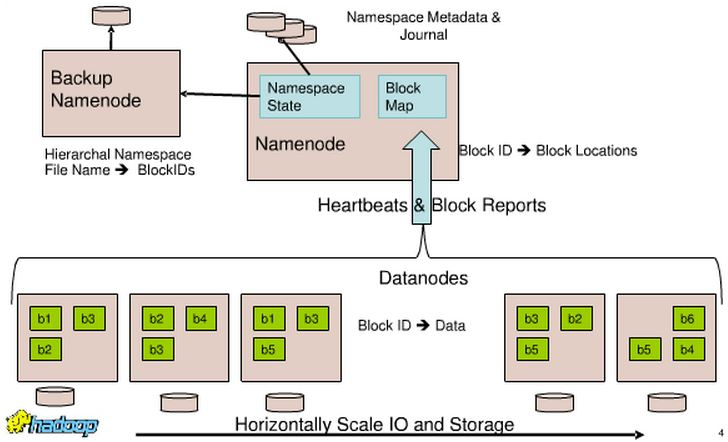 Namespace Metadata &
Journal
Backup
Namenode
Namespace
State
Block
Map
Namenode
Hierarchal Namespace
File Name ➔ BlockIDs
Block ID ➔ Block Locations
Heartbeats & Block Reports
Datanodes
b1 b3
b2
b2 b4
b3
b1 b3
b5
Block ID ➔ Data
b3 b2
b5
b6
b5 b4
hadoop
Horizontally Scale IO and Storage
4